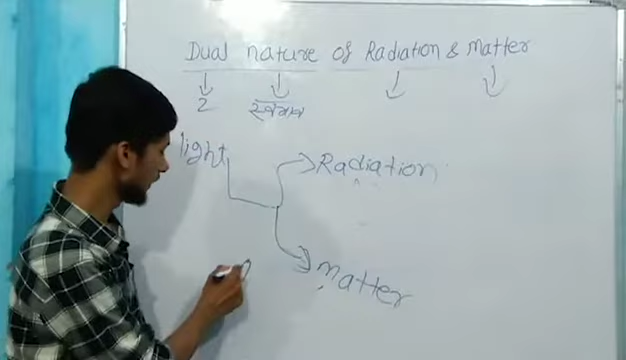 Dual nature of Radiation & Matter
2 स्वभाव
light Radiation
Matter